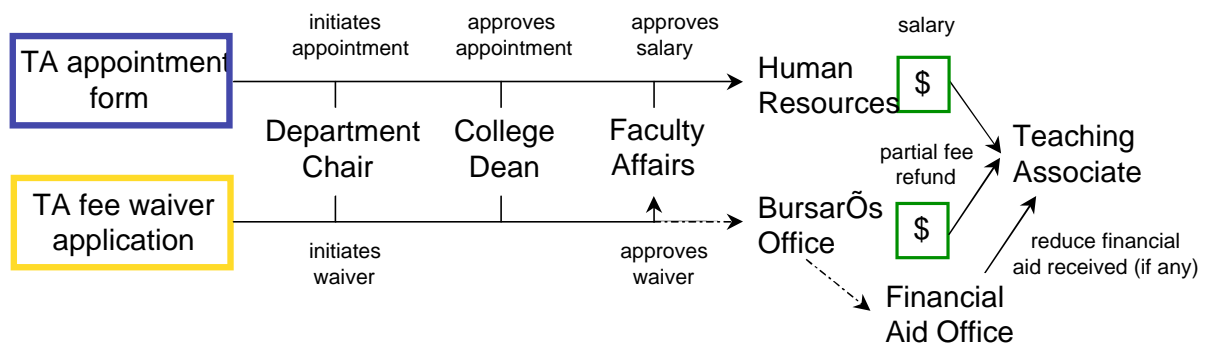 initiates
appointment
approves
appointment
approves
salary
salary
TA appointment
form
Human
Resources
$
Department
Chair
College
Dean
Faculty
Affairs
Teaching
Associate
partial fee
refund
TA fee waiver
application
BursarÕs
Office
$
initiates
waiver
approves
waiver
reduce financial
aid received (if any)
Financial
Aid Office